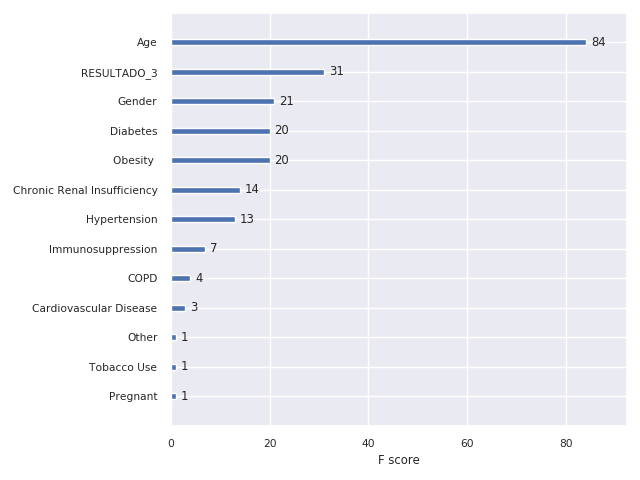 Age 84
RESULTADO_3 31
Gender 21
Diabetes 20
Obesity 20
Chronic Renal Insufficiency 14
Hypertension 13
Immunosuppression 7
COPD 4
Cardiovascular Disease 3
Other 1
Tobacco Use 1
Pregnant 1
0 20 40 60 80
F score